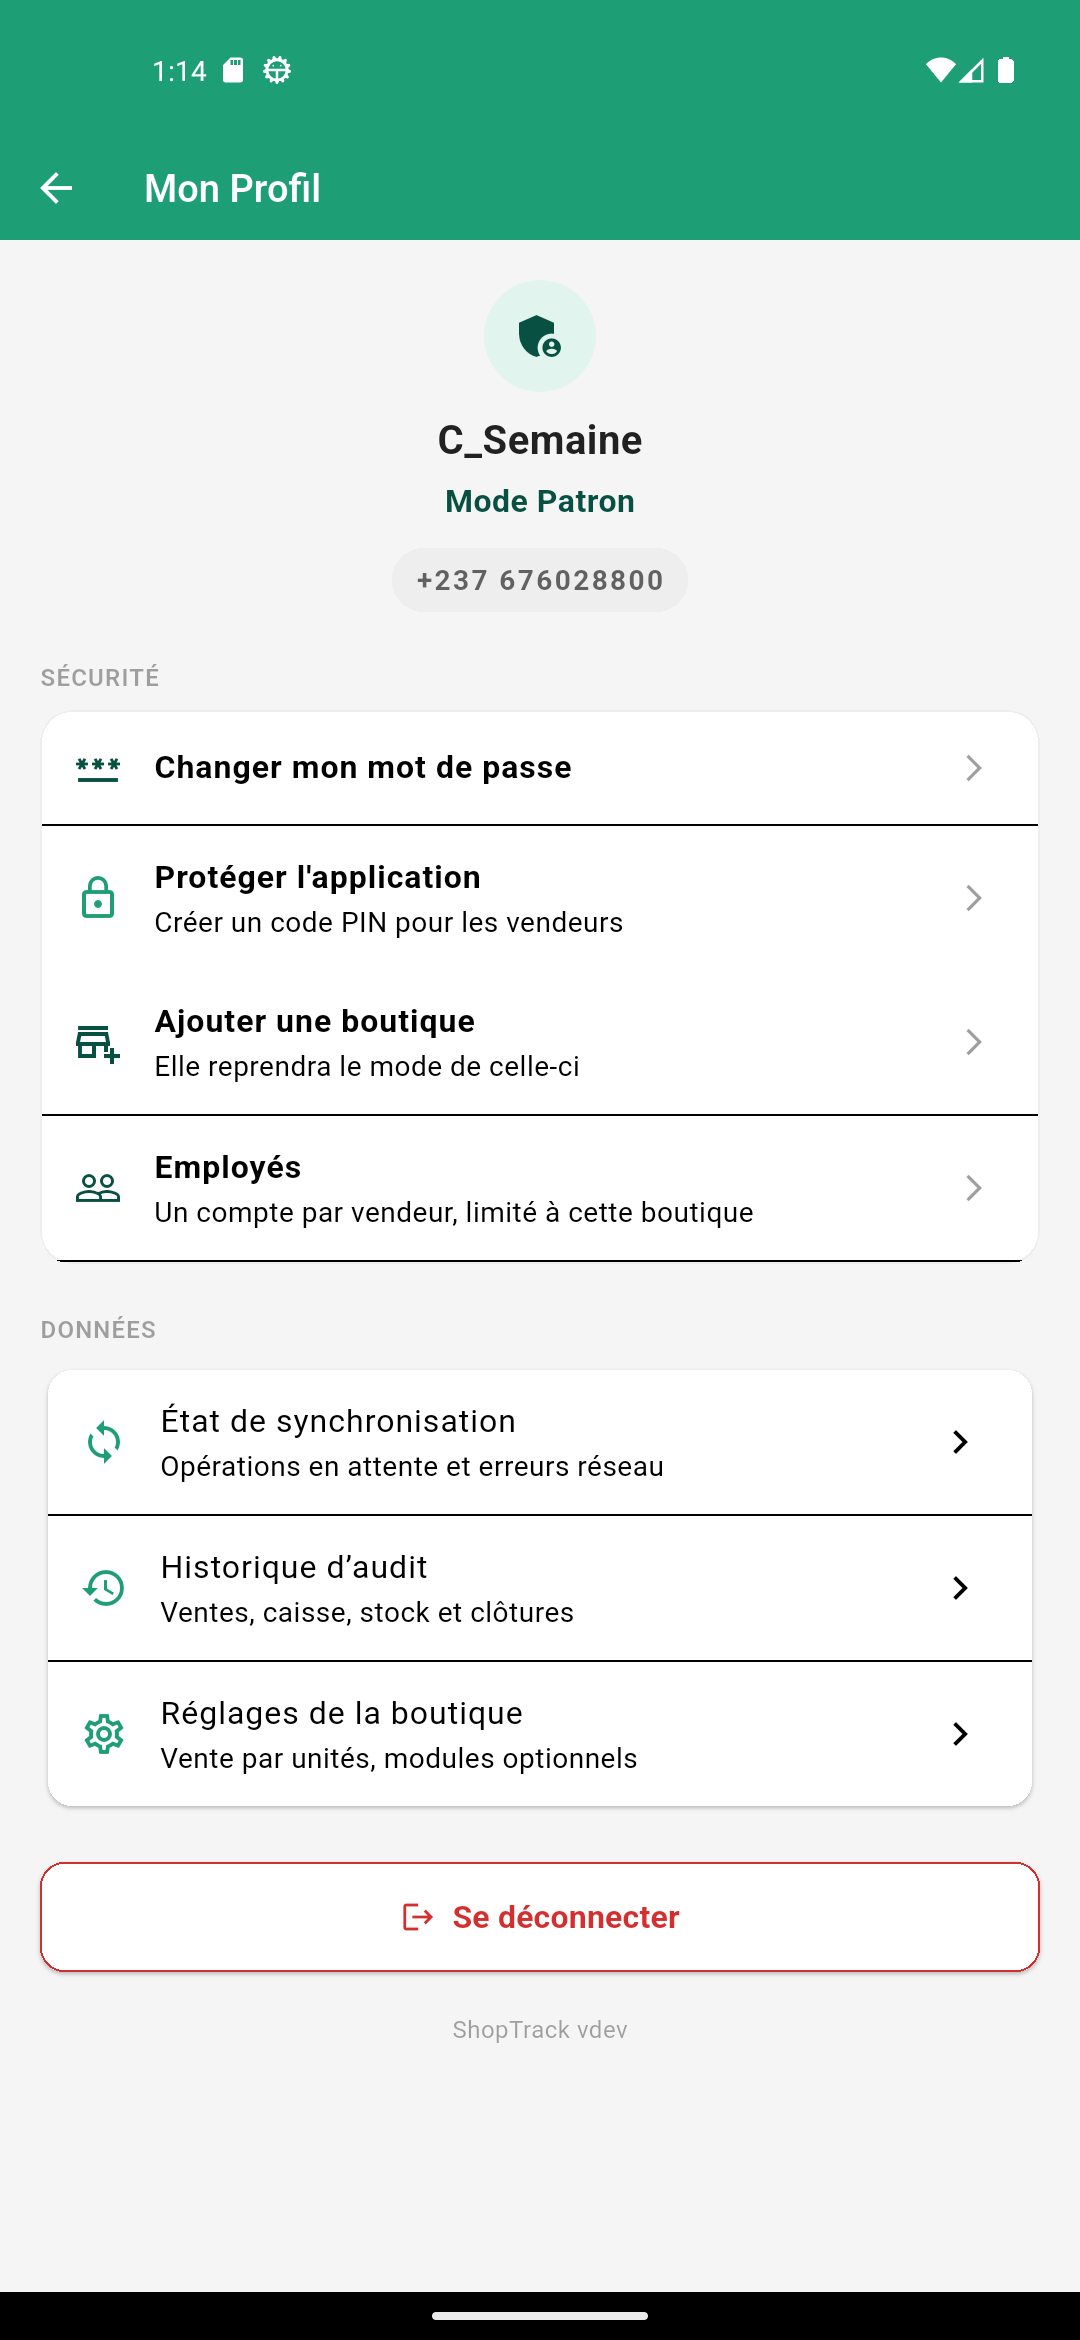 1:14
Mon Profil
C_Semaine
Mode Patron
+237 676028800
SÉCURITÉ
Changer mon mot de passe
Protéger l'application
Créer un code PIN pour les vendeurs
Ajouter une boutique
Elle reprendra le mode de celle-ci
Employés
Un compte par vendeur, limité à cette boutique
DONNÉES
État de synchronisation
Opérations en attente et erreurs réseau
Historique d’audit
Ventes, caisse, stock et clôtures
Réglages de la boutique
Vente par unités, modules optionnels
Se déconnecter
ShopTrack vdev